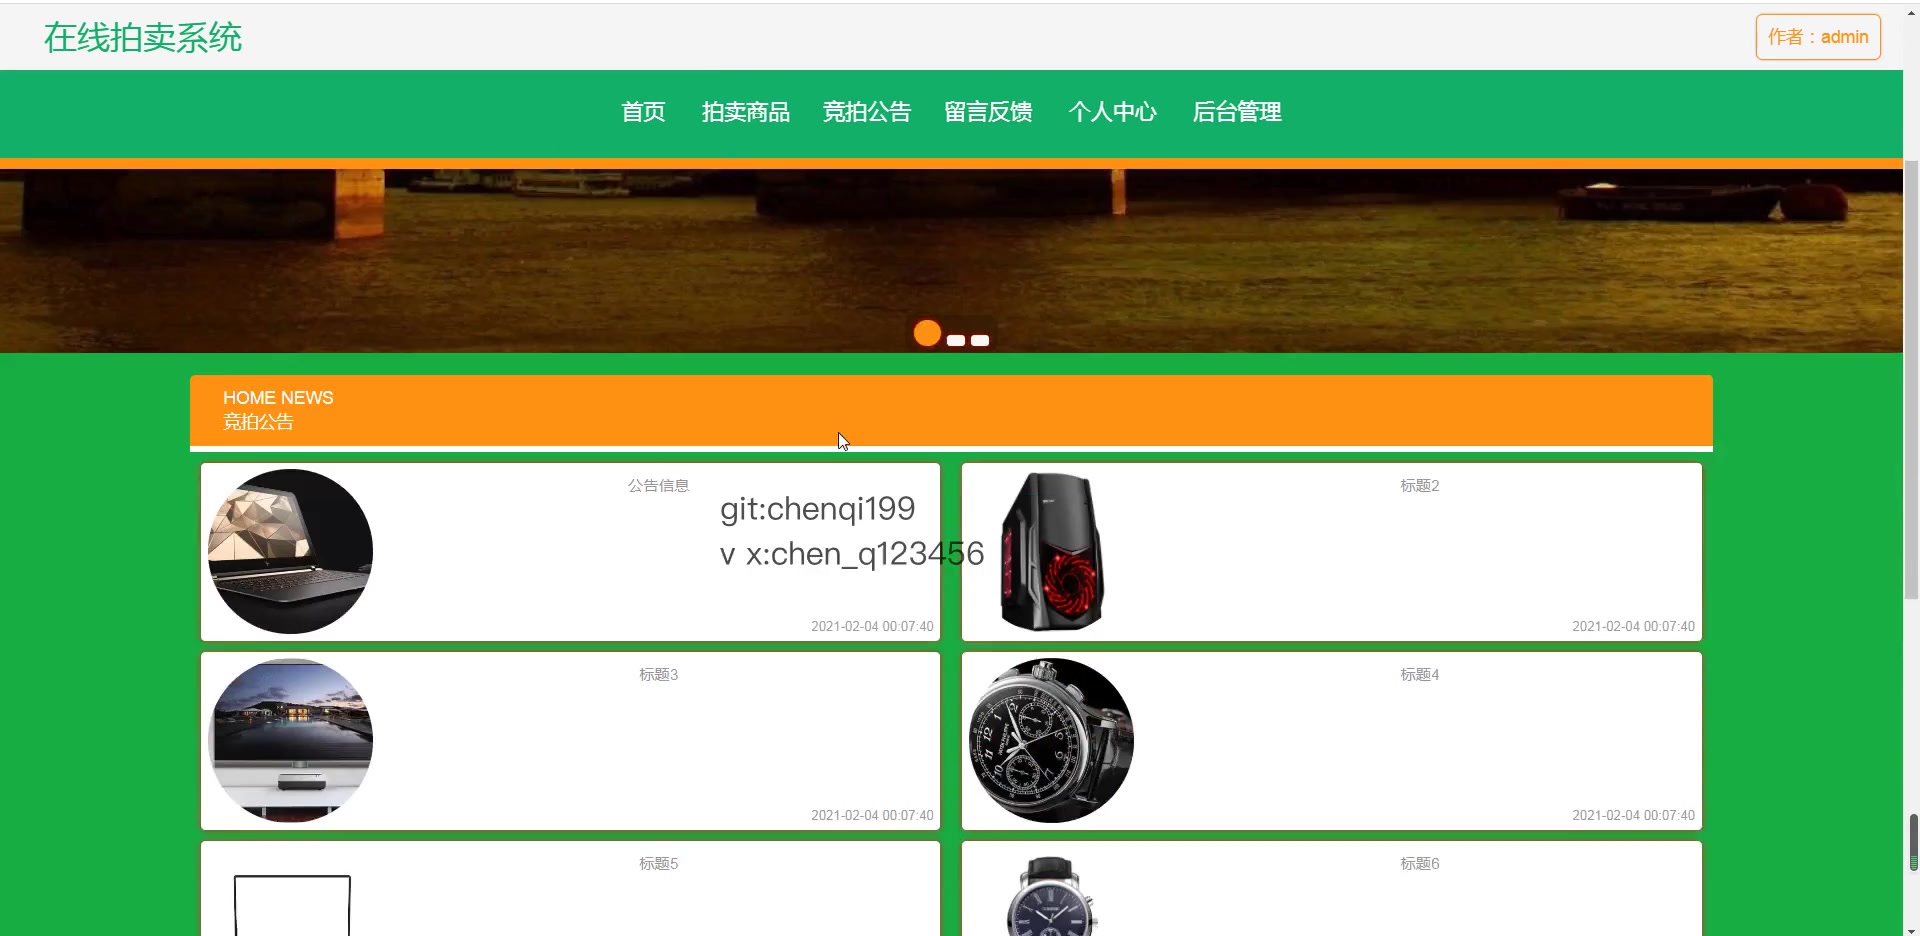 在线拍卖系统
作者：admin
首页 拍卖商品 竞拍公告 留言反馈 个人中心 后台管理
HOME NEWS
竞拍公告
公告信息
git:chenqi199
v x:chen_q123456
2021-02-04 00:07:40
标题2
2021-02-04 00:07:40
标题3
2021-02-04 00:07:40
标题4
2021-02-04 00:07:40
标题5
标题6